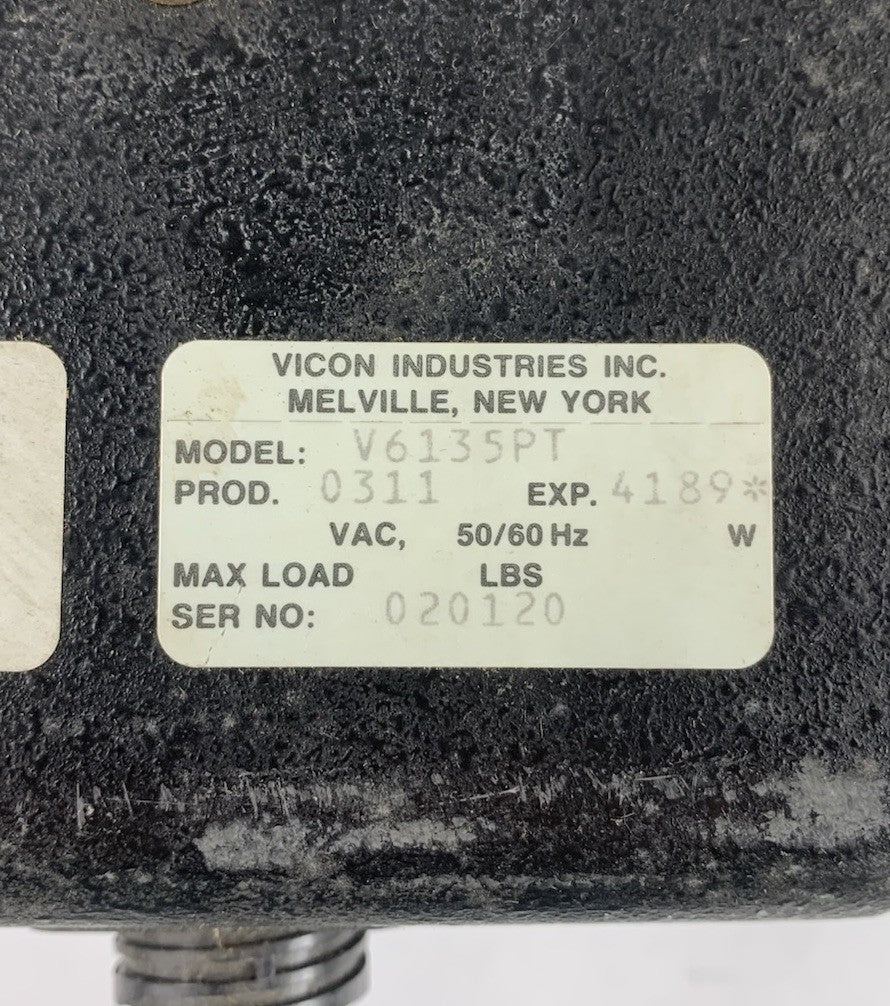 VICON INDUSTRIES INC.
MELVILLE, NEW YORK
MODEL: V6135PT
PROD. 0311 EXP. 4189*
VAC, 50/60 Hz W
MAX LOAD LBS
SER NO: 020120